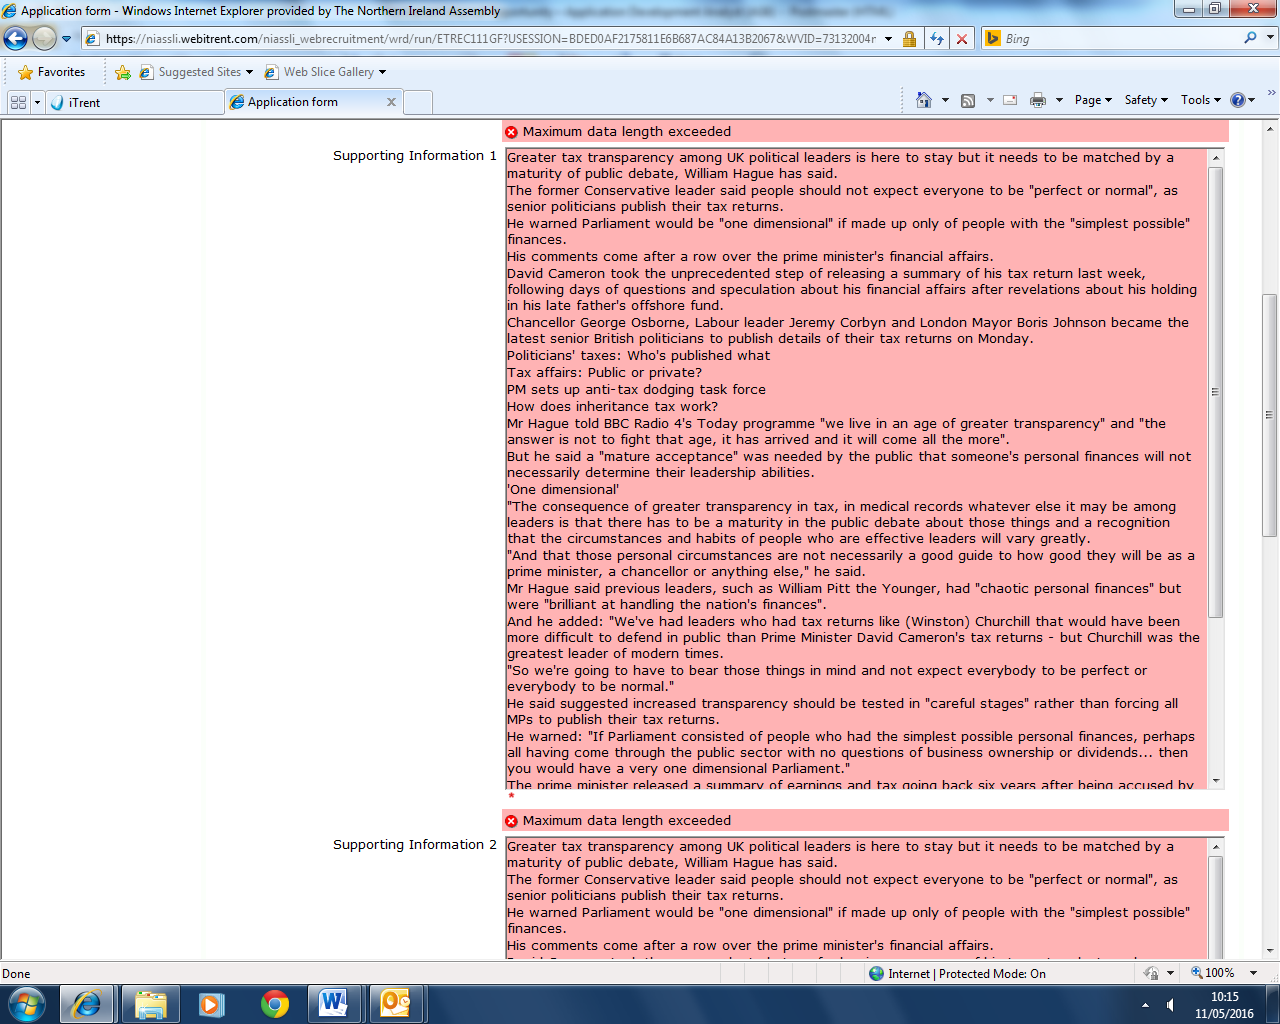 Application form - Windows Internet Explorer provided by The Northern Ireland Assembly
https://niassli.webitrent.com/niassli_webrecruitment/wrd/run/ETREC111GF?USESSION=BDED0AF2175811E6B687AC84A13B2067&WVID=73132004r
Bing
Favorites
Suggested Sites
Web Slice Gallery
iTrent
Application form
Page
Safety
Tools
Maximum data length exceeded
Supporting Information 1
Greater tax transparency among UK political leaders is here to stay but it needs to be matched by a
maturity of public debate, William Hague has said.
The former Conservative leader said people should not expect everyone to be "perfect or normal", as
senior politicians publish their tax returns.
He warned Parliament would be "one dimensional" if made up only of people with the "simplest possible"
finances.
His comments come after a row over the prime minister's financial affairs.
David Cameron took the unprecedented step of releasing a summary of his tax return last week,
following days of questions and speculation about his financial affairs after revelations about his holding
in his late father's offshore fund.
Chancellor George Osborne, Labour leader Jeremy Corbyn and London Mayor Boris Johnson became the
latest senior British politicians to publish details of their tax returns on Monday.
Politicians' taxes: Who's published what
Tax affairs: Public or private?
PM sets up anti-tax dodging task force
How does inheritance tax work?
Mr Hague told BBC Radio 4's Today programme "we live in an age of greater transparency" and "the
answer is not to fight that age, it has arrived and it will come all the more".
But he said a "mature acceptance" was needed by the public that someone's personal finances will not
necessarily determine their leadership abilities.
'One dimensional'
"The consequence of greater transparency in tax, in medical records whatever else it may be among
leaders is that there has to be a maturity in the public debate about those things and a recognition
that the circumstances and habits of people who are effective leaders will vary greatly.
"And that those personal circumstances are not necessarily a good guide to how good they will be as a
prime minister, a chancellor or anything else," he said.
Mr Hague said previous leaders, such as William Pitt the Younger, had "chaotic personal finances" but
were "brilliant at handling the nation's finances".
And he added: "We've had leaders who had tax returns like (Winston) Churchill that would have been
more difficult to defend in public than Prime Minister David Cameron's tax returns - but Churchill was the
greatest leader of modern times.
"So we're going to have to bear those things in mind and not expect everybody to be perfect or
everybody to be normal."
He said suggested increased transparency should be tested in "careful stages" rather than forcing all
MPs to publish their tax returns.
He warned: "If Parliament consisted of people who had the simplest possible personal finances, perhaps
all having come through the public sector with no questions of business ownership or dividends... then
you would have a very one dimensional Parliament."
The prime minister released a summary of earnings and tax going back six years after being accused by
*
Maximum data length exceeded
Supporting Information 2
Greater tax transparency among UK political leaders is here to stay but it needs to be matched by a
maturity of public debate, William Hague has said.
The former Conservative leader said people should not expect everyone to be "perfect or normal", as
senior politicians publish their tax returns.
He warned Parliament would be "one dimensional" if made up only of people with the "simplest possible"
finances.
His comments come after a row over the prime minister's financial affairs.
Done
Internet | Protected Mode: On
100%
10:15
11/05/2016